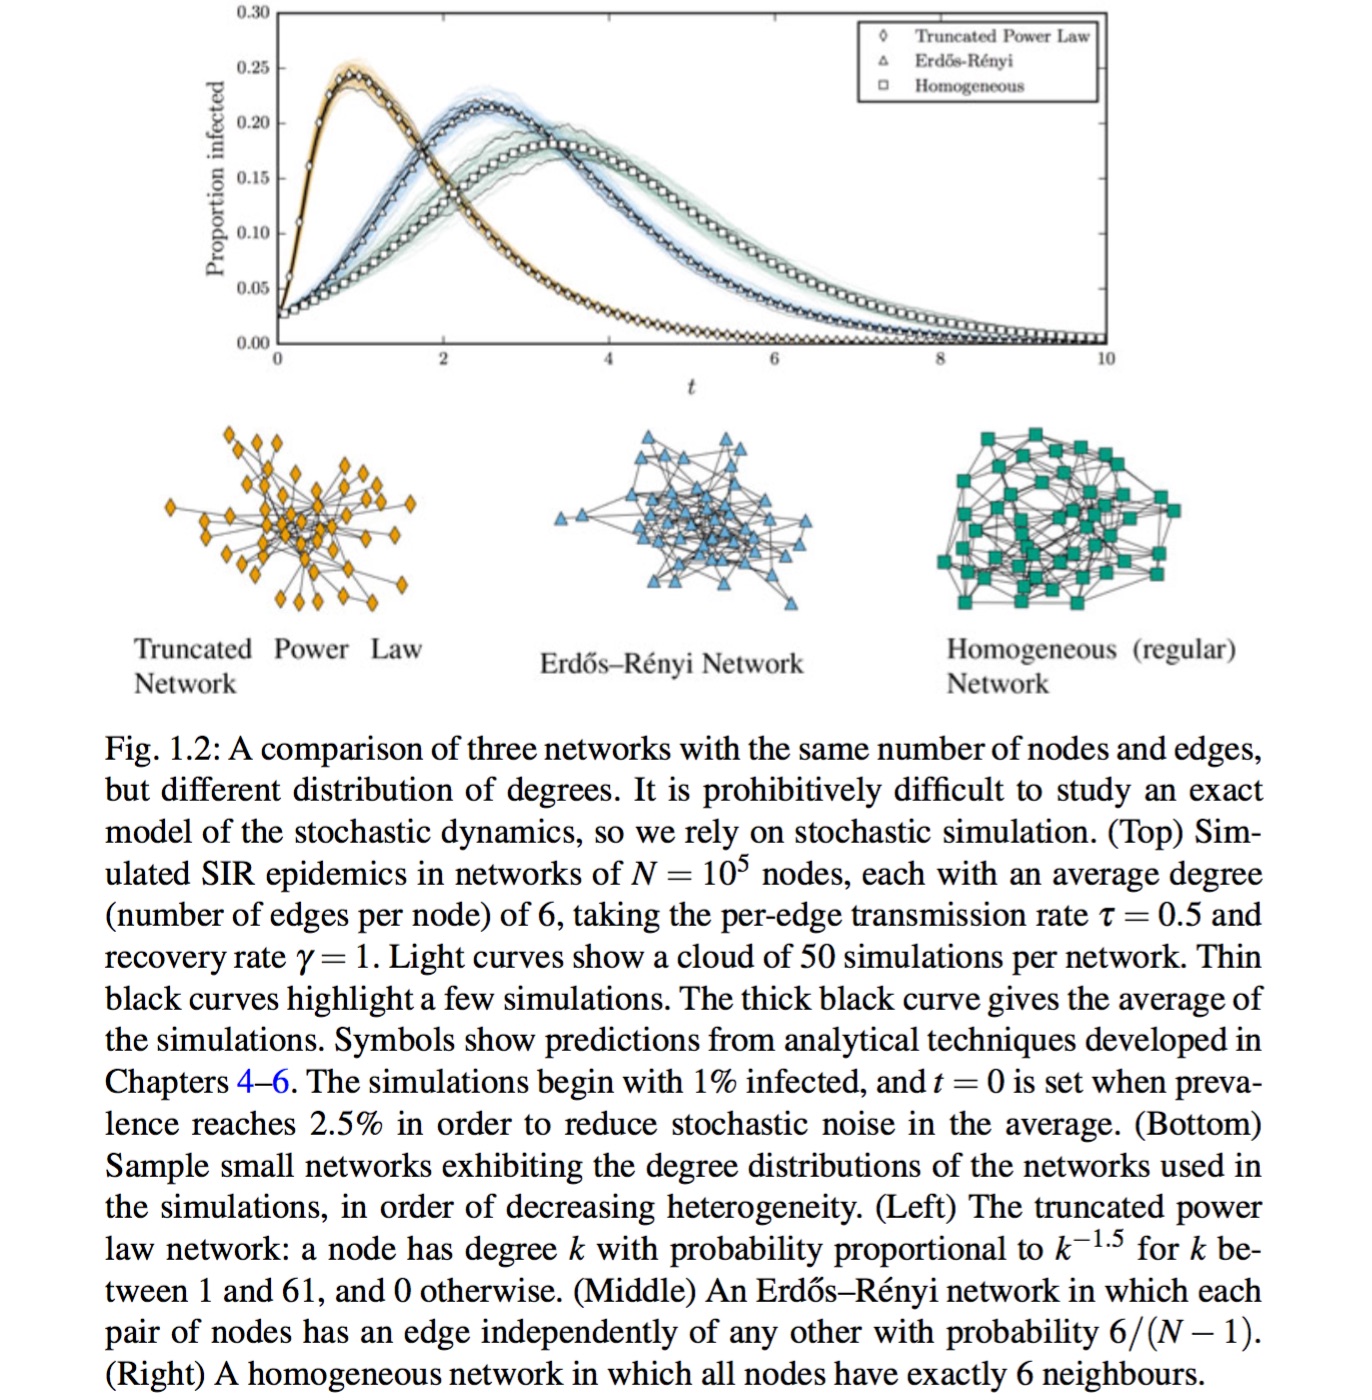 0.30
0.25
0.20
0.15
0.10
0.05
0.00
Proportion infected
0 2 4 6 8 10
t
Truncated Power Law
Erdős-Rényi
Homogeneous
Truncated Power Law
Network
Erdős–Rényi Network
Homogeneous (regular)
Network
Fig. 1.2: A comparison of three networks with the same number of nodes and edges,
but different distribution of degrees. It is prohibitively difficult to study an exact
model of the stochastic dynamics, so we rely on stochastic simulation. (Top) Sim-
ulated SIR epidemics in networks of N = 10⁵ nodes, each with an average degree
(number of edges per node) of 6, taking the per-edge transmission rate τ = 0.5 and
recovery rate γ = 1. Light curves show a cloud of 50 simulations per network. Thin
black curves highlight a few simulations. The thick black curve gives the average of
the simulations. Symbols show predictions from analytical techniques developed in
Chapters 4–6. The simulations begin with 1% infected, and t = 0 is set when preva-
lence reaches 2.5% in order to reduce stochastic noise in the average. (Bottom)
Sample small networks exhibiting the degree distributions of the networks used in
the simulations, in order of decreasing heterogeneity. (Left) The truncated power
law network: a node has degree k with probability proportional to k⁻¹·⁵ for k be-
tween 1 and 61, and 0 otherwise. (Middle) An Erdős–Rényi network in which each
pair of nodes has an edge independently of any other with probability 6/(N − 1).
(Right) A homogeneous network in which all nodes have exactly 6 neighbours.